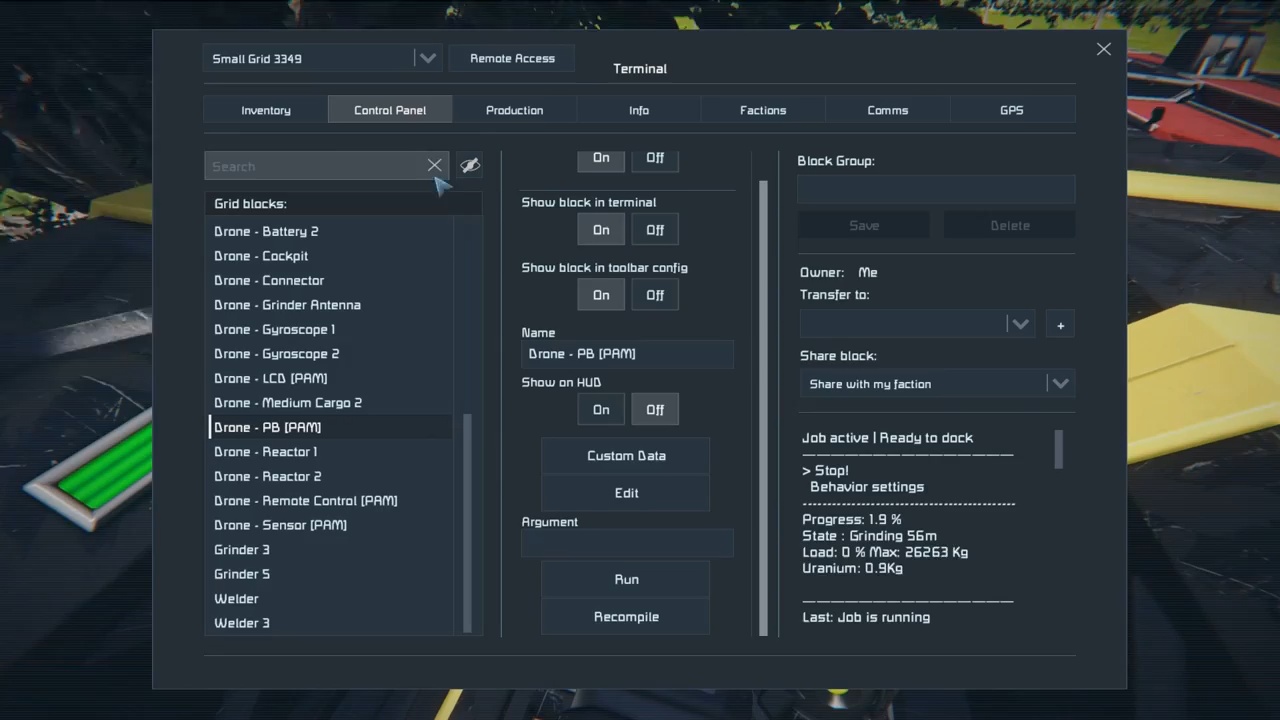 Small Grid 3349
Remote Access
Terminal
Inventory
Control Panel
Production
Info
Factions
Comms
GPS
Search
Grid blocks:
Drone - Battery 2
Drone - Cockpit
Drone - Connector
Drone - Grinder Antenna
Drone - Gyroscope 1
Drone - Gyroscope 2
Drone - LCD [PAM]
Drone - Medium Cargo 2
Drone - PB [PAM]
Drone - Reactor 1
Drone - Reactor 2
Drone - Remote Control [PAM]
Drone - Sensor [PAM]
Grinder 3
Grinder 5
Welder
Welder 3
On Off
Show block in terminal
On Off
Show block in toolbar config
On Off
Name
Drone - PB [PAM]
Show on HUD
On Off
Custom Data
Edit
Argument
Run
Recompile
Block Group:
Save Delete
Owner: Me
Transfer to:
+
Share block:
Share with my faction
Job active | Ready to dock
> Stop!
Behavior settings
Progress: 1.9 %
State : Grinding 56m
Load: 0 % Max: 26263 Kg
Uranium: 0.9Kg
Last: Job is running